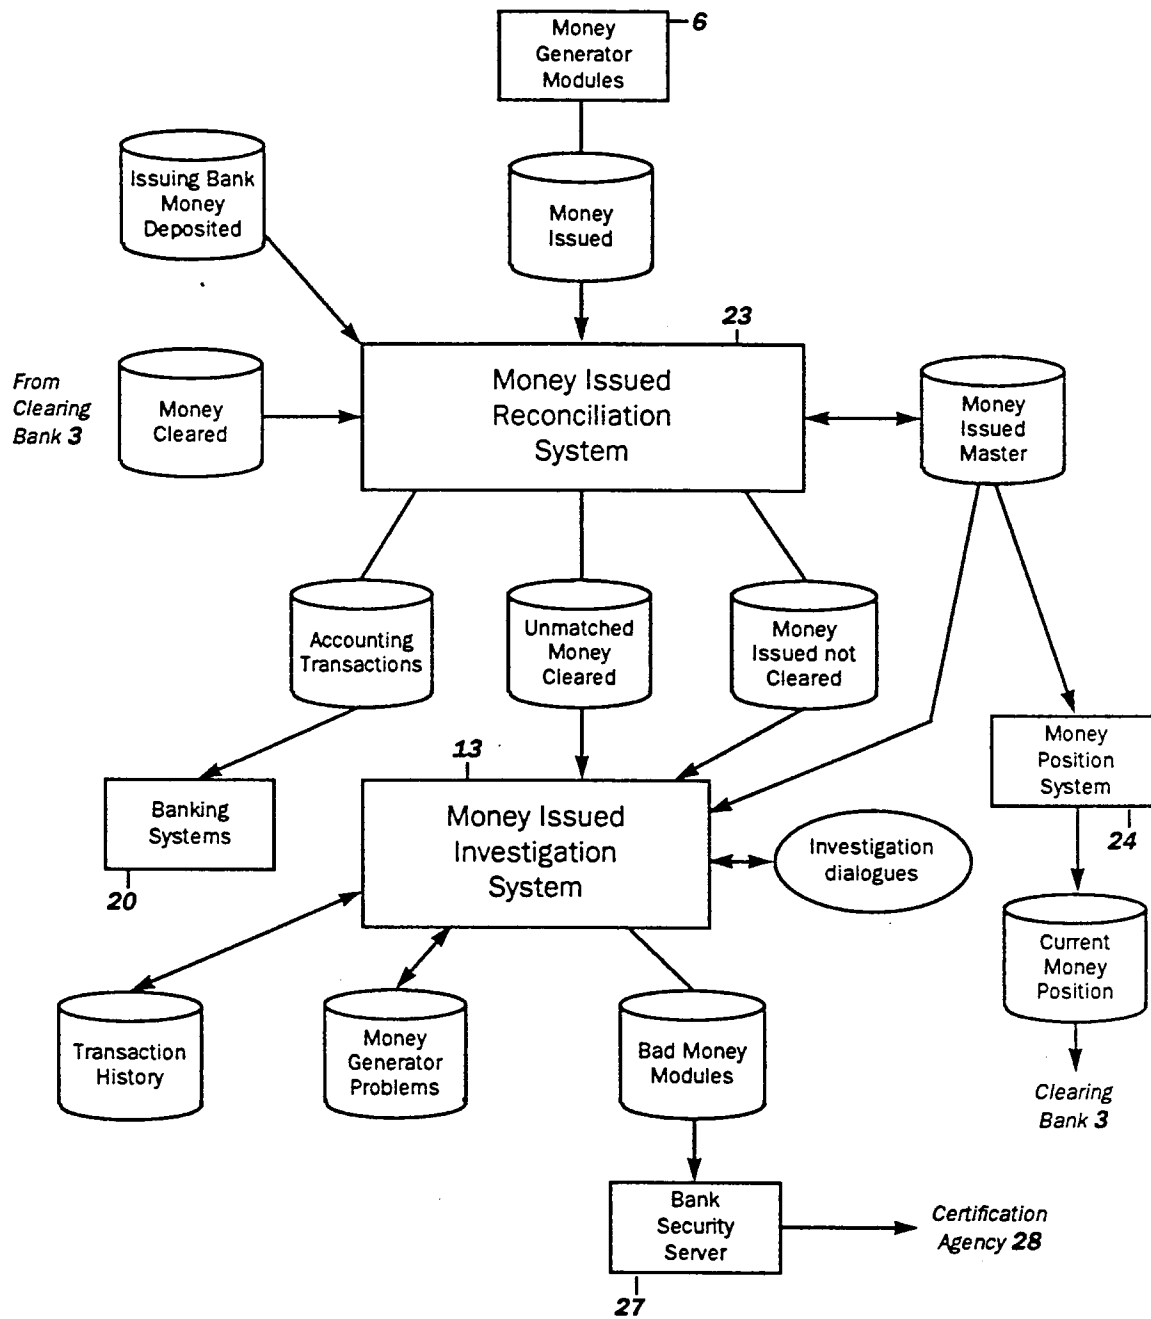 Money
Generator
Modules
6
Issuing Bank
Money
Deposited
Money
Issued
23
From
Clearing
Bank 3
Money
Cleared
Money Issued
Reconciliation
System
Money
Issued
Master
Accounting
Transactions
Unmatched
Money
Cleared
Money
Issued not
Cleared
13
Banking
Systems
20
Money Issued
Investigation
System
Investigation
dialogues
Money
Position
System
24
Current
Money
Position
Clearing
Bank 3
Transaction
History
Money
Generator
Problems
Bad Money
Modules
Bank
Security
Server
27
Certification
Agency 28